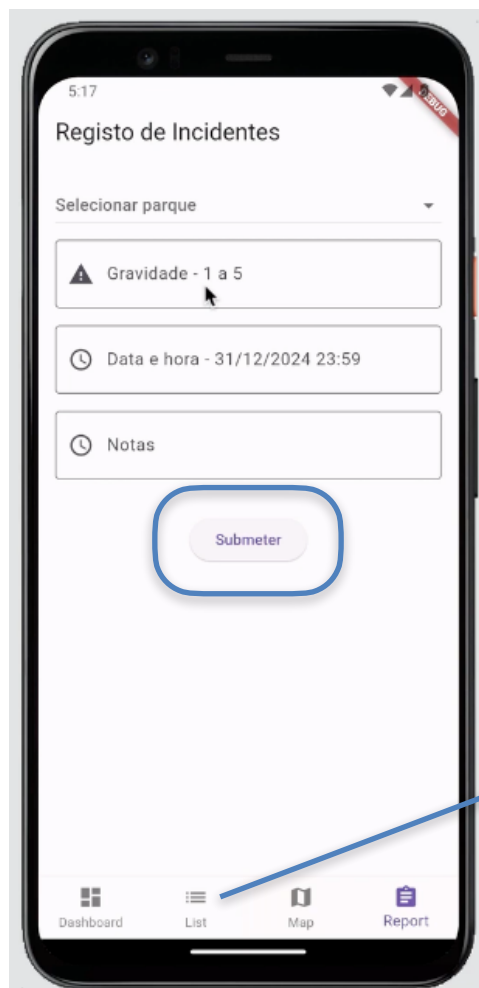 5:17
DEBUG
Registo de Incidentes
Selecionar parque
Gravidade - 1 a 5
Data e hora - 31/12/2024 23:59
Notas
Submeter
Dashboard List Map Report